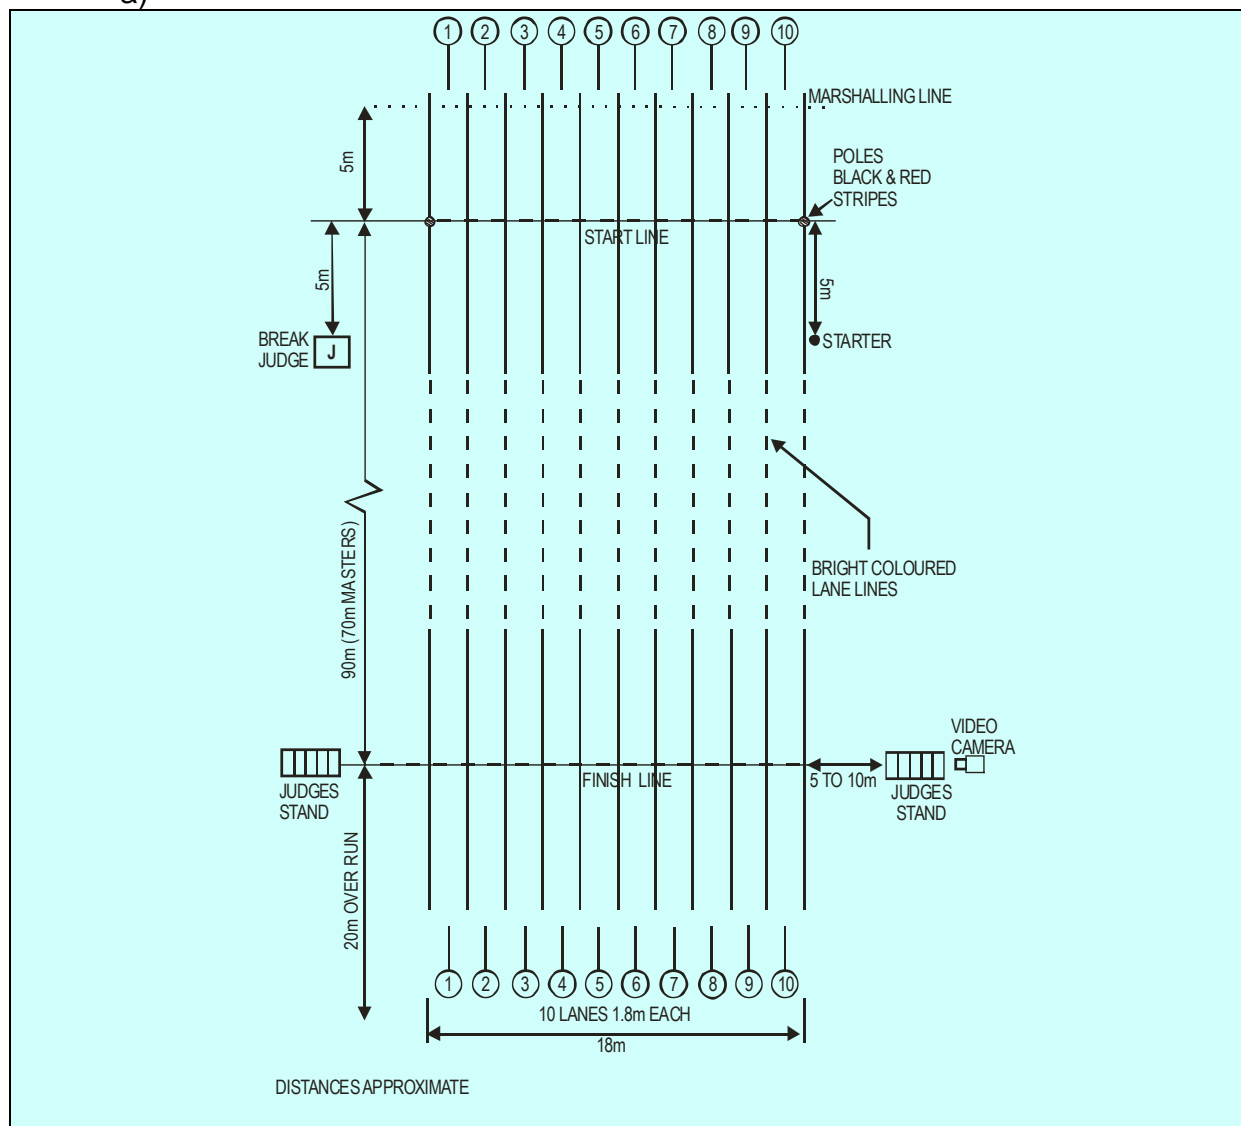 a)
1 2 3 4 5 6 7 8 9 10
MARSHALLING LINE
5m
POLES
BLACK & RED
STRIPES
START LINE
5m
5m
BREAK
JUDGE
J
STARTER
90m (70m MASTERS)
BRIGHT COLOURED
LANE LINES
VIDEO
CAMERA
FINISH LINE
5 TO 10m
JUDGES
STAND
JUDGES
STAND
20m OVER RUN
1 2 3 4 5 6 7 8 9 10
10 LANES 1.8m EACH
18m
DISTANCES APPROXIMATE